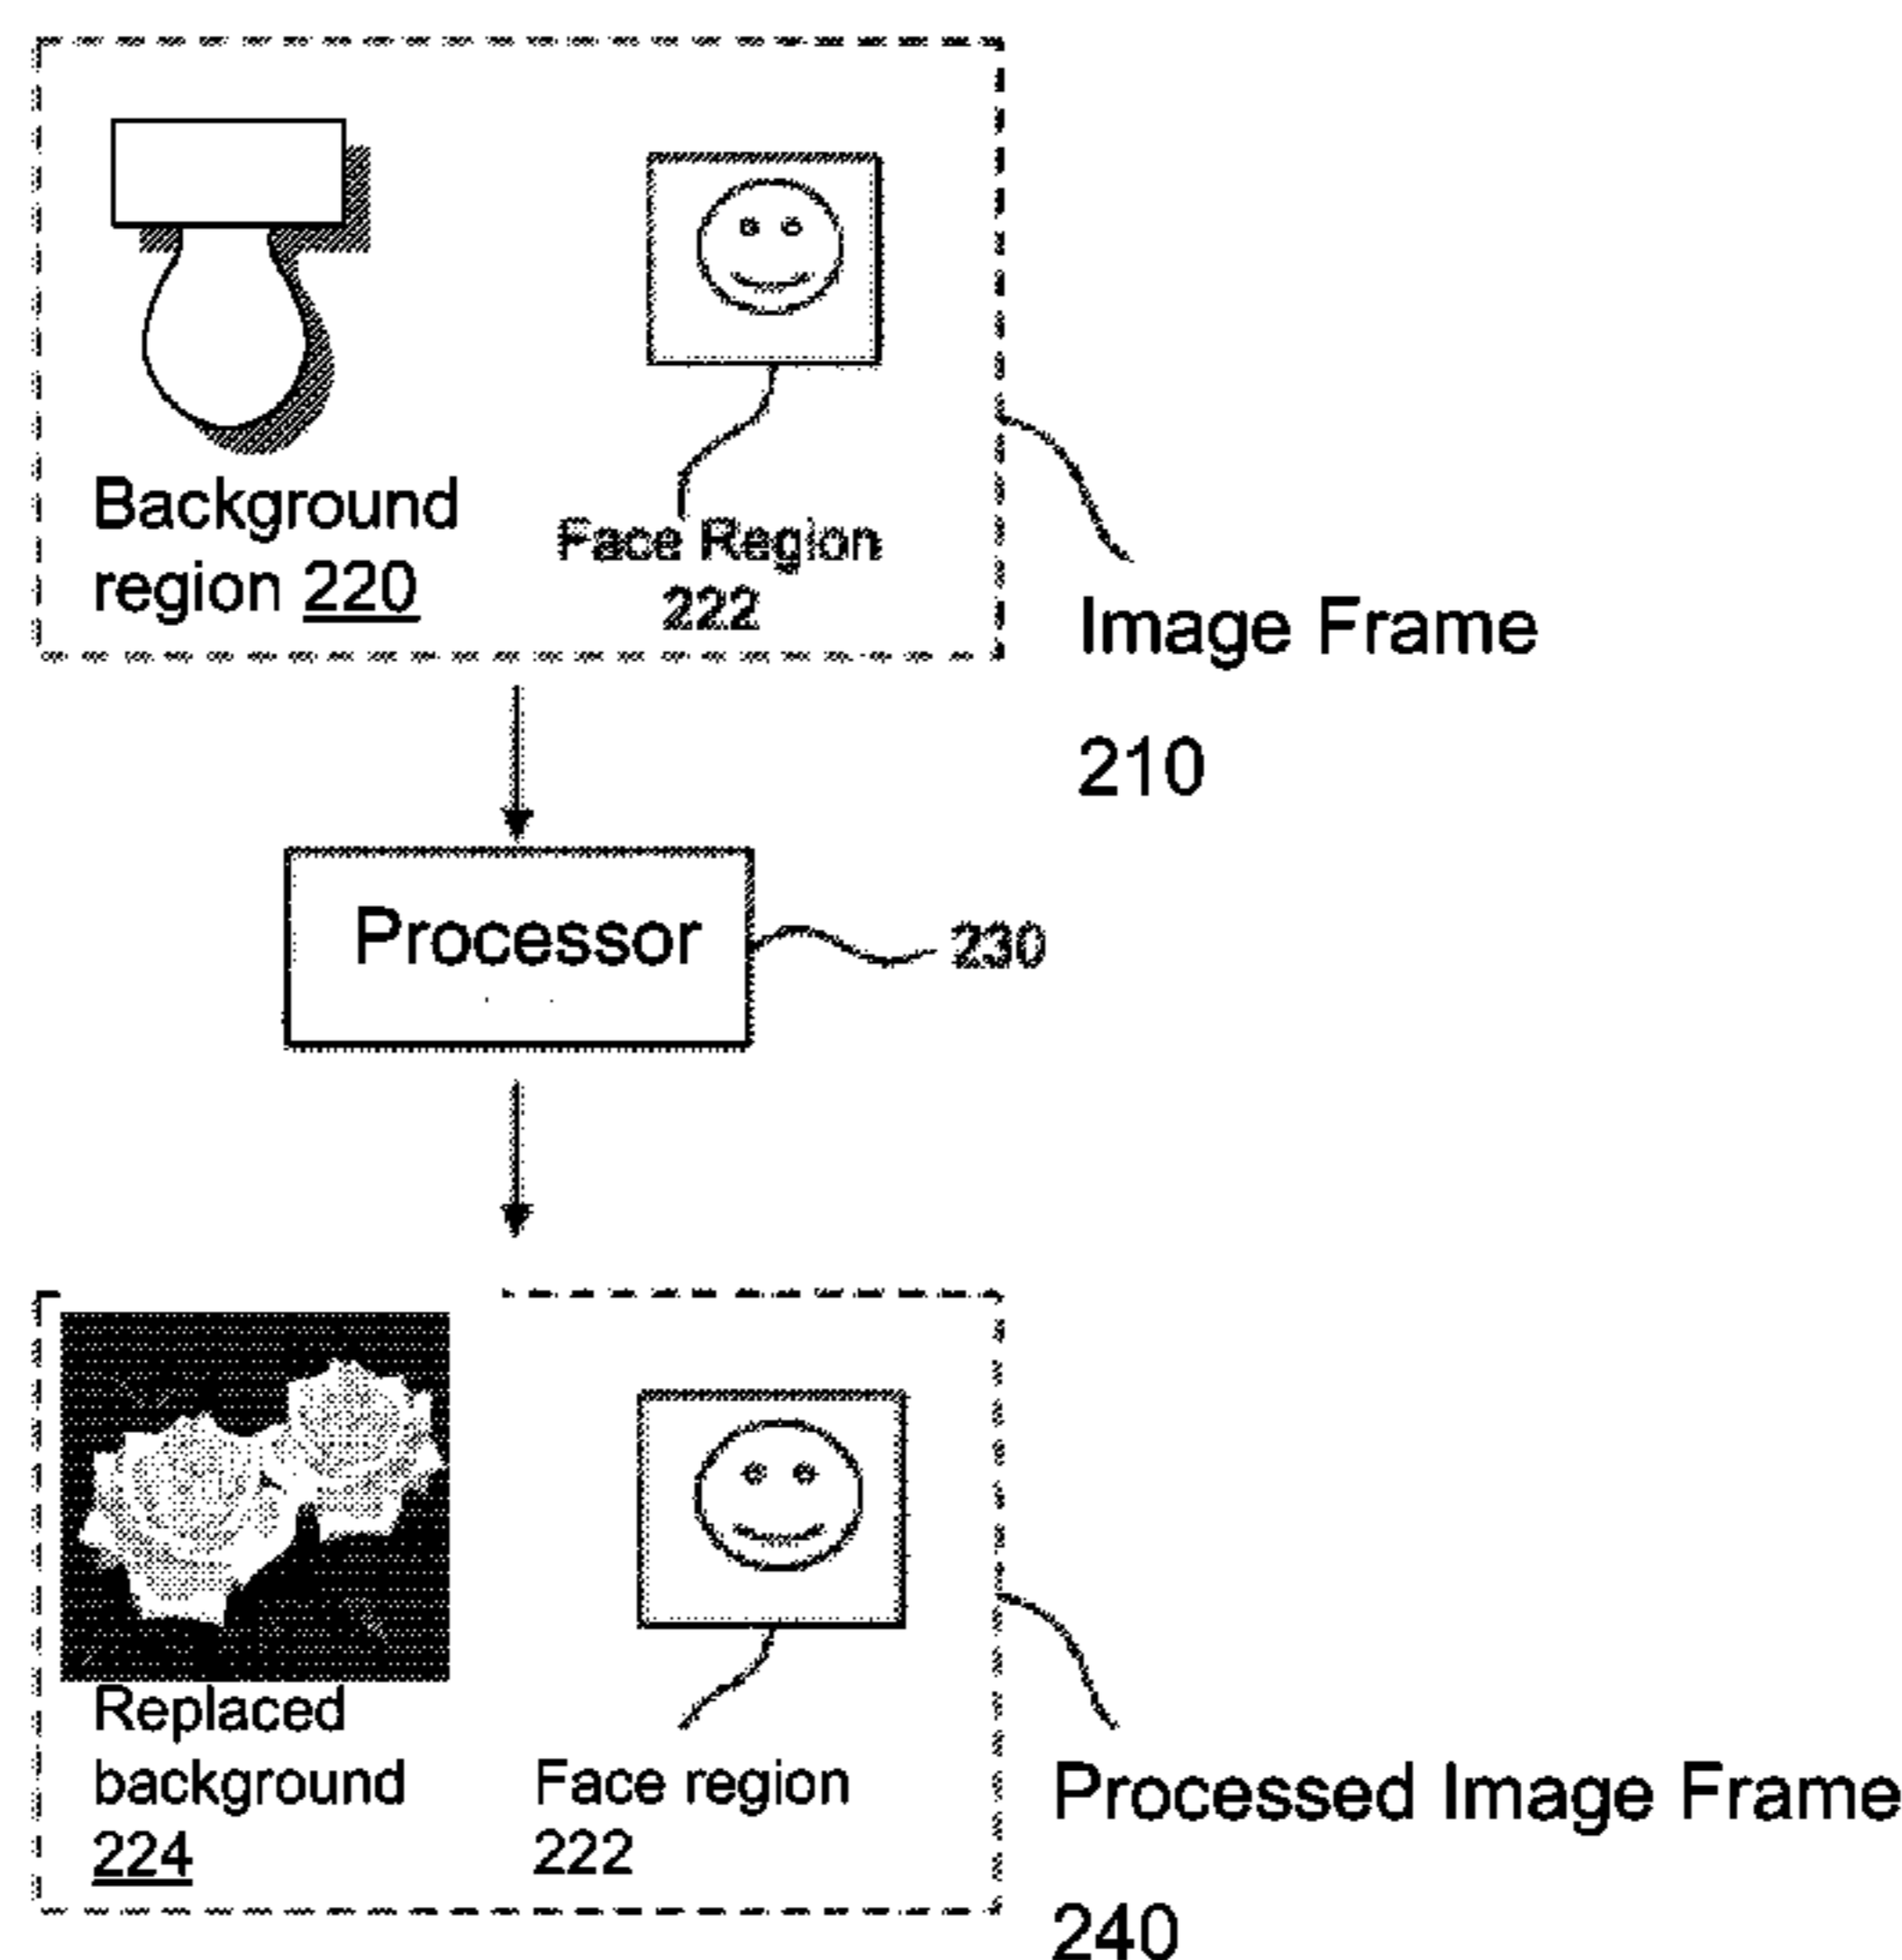 Background
region 220
Face Region
222
Image Frame
210
Processor
230
Replaced
background
224
Face region
222
Processed Image Frame
240